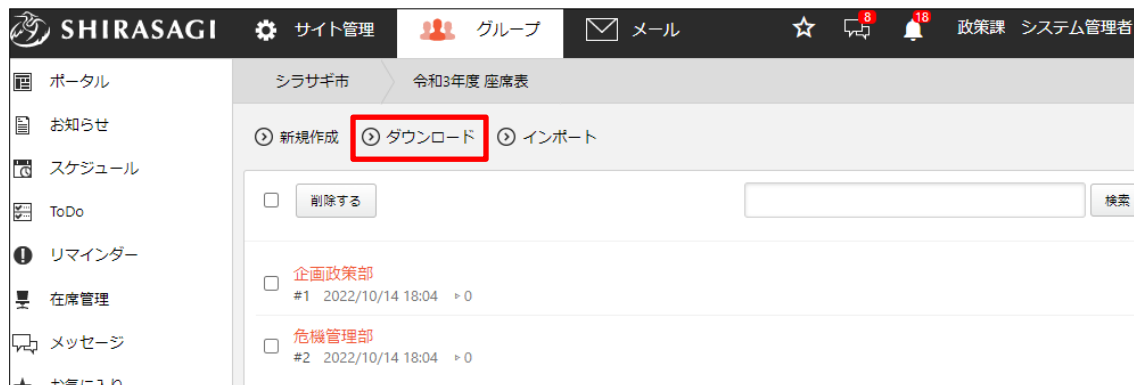 SHIRASAGI サイト管理 グループ メール 8 18 政策課 システム管理者
ポータル
シラサギ市 令和3年度 座席表
お知らせ
新規作成 ダウンロード インポート
スケジュール
削除する 検索
ToDo
リマインダー
企画政策部
#1 2022/10/14 18:04 0
在席管理
危機管理部
#2 2022/10/14 18:04 0
メッセージ
お気に入り